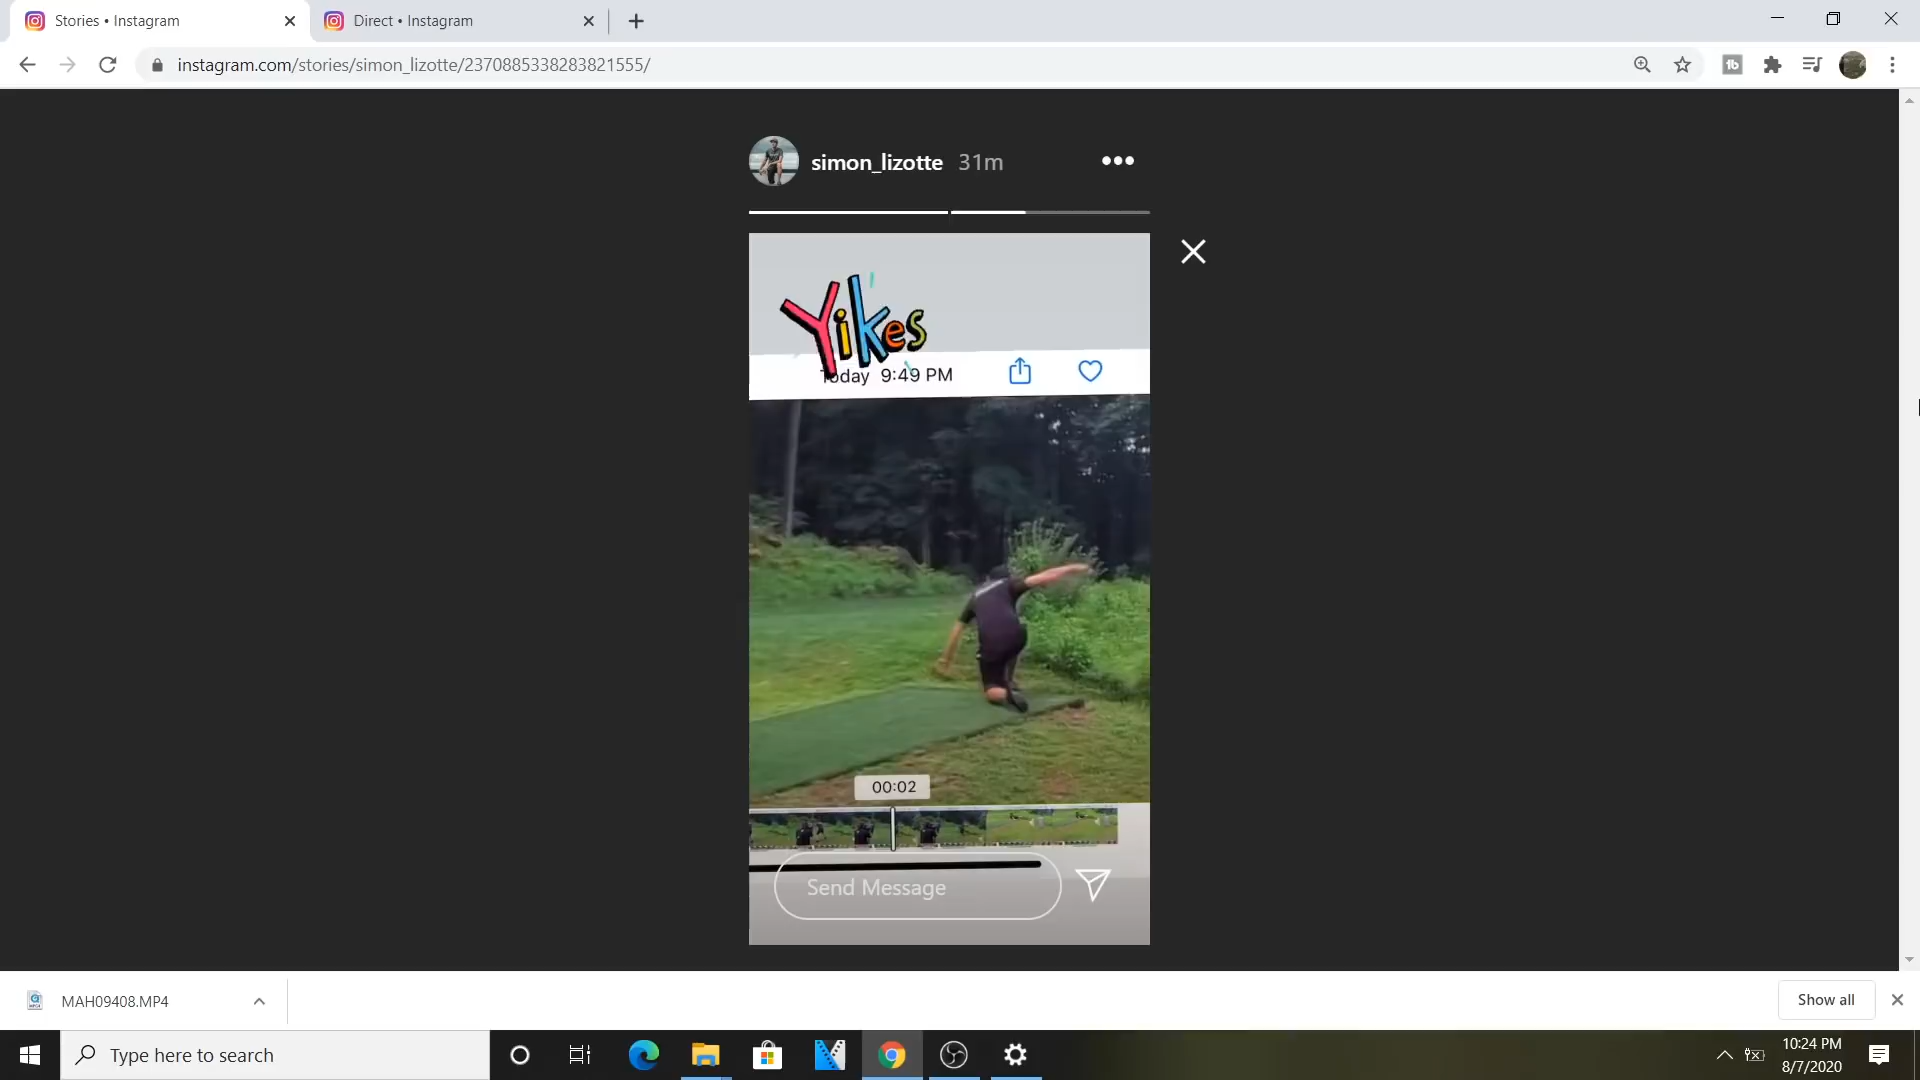 Stories • Instagram
Direct • Instagram
instagram.com/stories/simon_lizotte/2370885338283821555/
simon_lizotte 31m
Yikes
Today 9:49 PM
00:02
Send Message
MAH09408.MP4
Show all
Type here to search
10:24 PM
8/7/2020